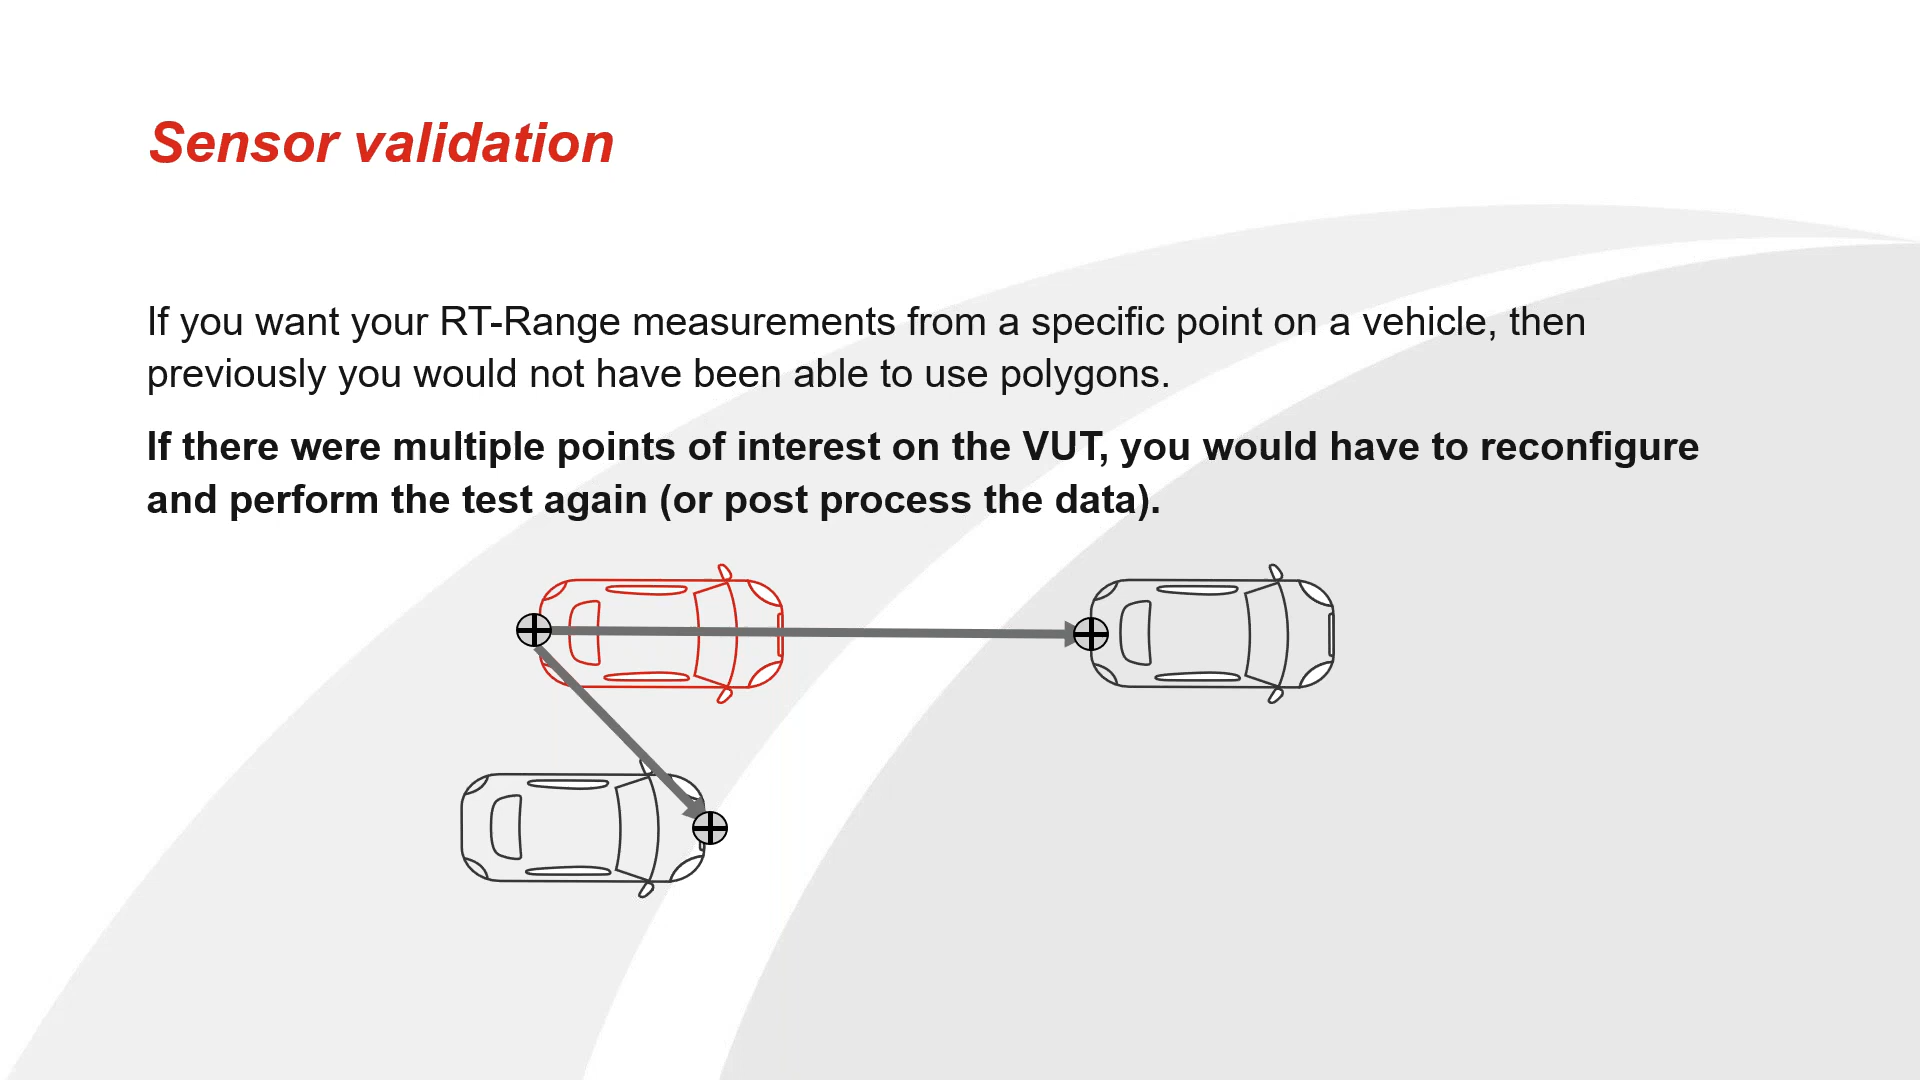 Sensor validation
If you want your RT-Range measurements from a specific point on a vehicle, then
previously you would not have been able to use polygons.
If there were multiple points of interest on the VUT, you would have to reconfigure
and perform the test again (or post process the data).